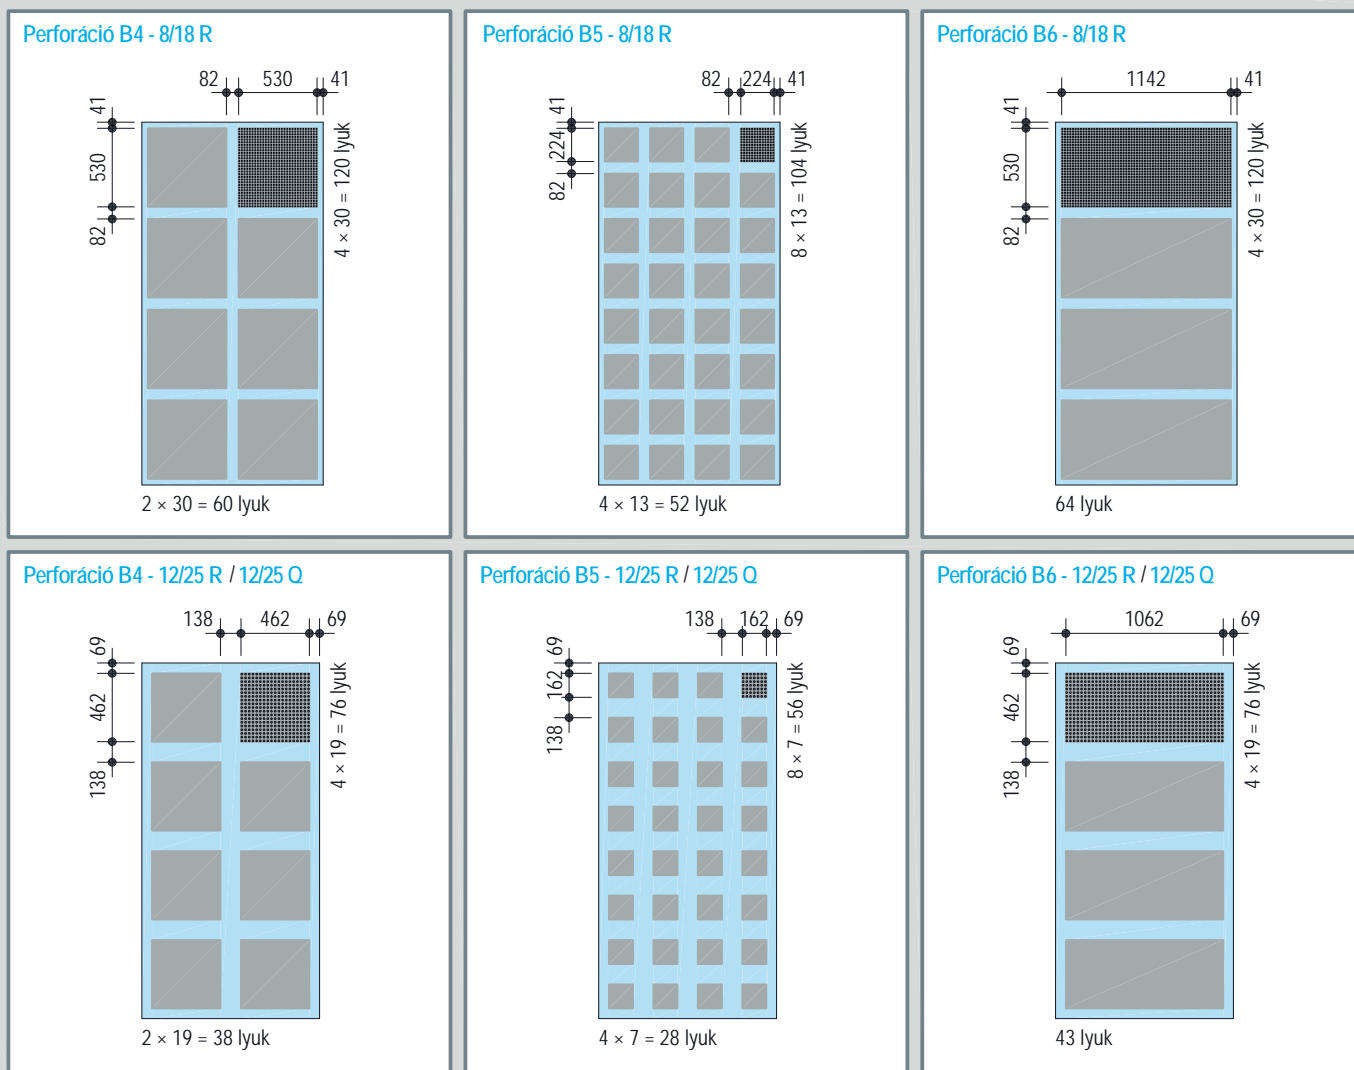 Perforáció B4 - 8/18 R
82 530 41
41
530
82
4 × 30 = 120 lyuk
2 × 30 = 60 lyuk
Perforáció B5 - 8/18 R
82 224 41
41
224
82
8 × 13 = 104 lyuk
4 × 13 = 52 lyuk
Perforáció B6 - 8/18 R
1142 41
41
530
82
4 × 30 = 120 lyuk
64 lyuk
Perforáció B4 - 12/25 R / 12/25 Q
138 462 69
69
462
138
4 × 19 = 76 lyuk
2 × 19 = 38 lyuk
Perforáció B5 - 12/25 R / 12/25 Q
138 162 69
69
162
138
8 × 7 = 56 lyuk
4 × 7 = 28 lyuk
Perforáció B6 - 12/25 R / 12/25 Q
1062 69
69
462
138
4 × 19 = 76 lyuk
43 lyuk